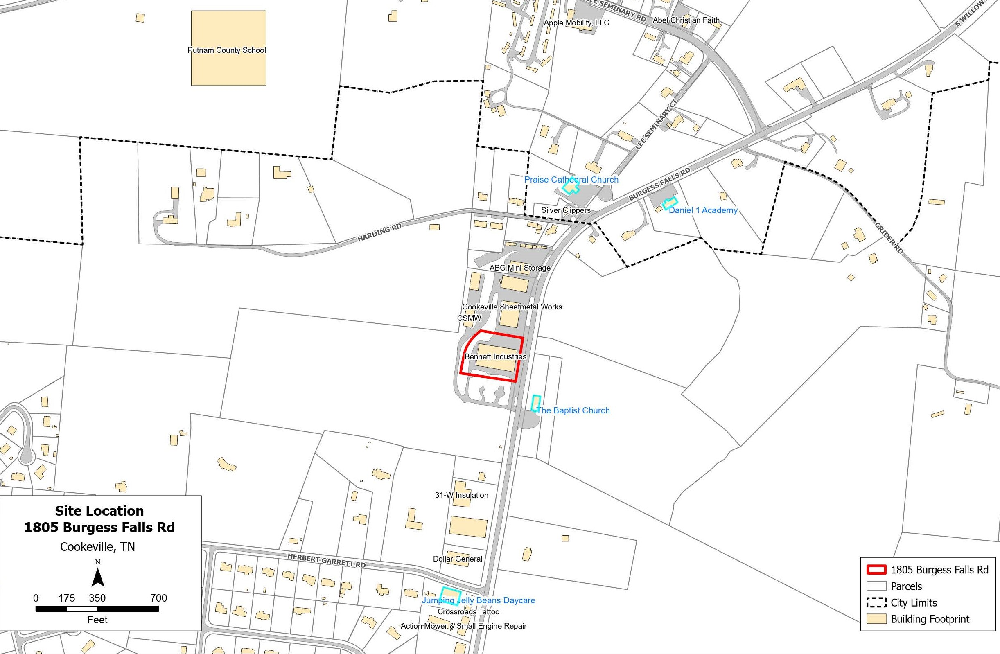 LEE SEMINARY RD
S WILLOW
Apple Mobility, LLC
Abel Christian Faith
Putnam County School
LEE SEMINARY CT
Praise Cathedral Church
BURGESS FALLS RD
Silver Clippers
Daniel 1 Academy
HARDING RD
GRIDER RD
ABC Mini Storage
Cookeville Sheetmetal Works
CSMW
Bennett Industries
The Baptist Church
31-W Insulation
Dollar General
HERBERT GARRETT RD
Jumping Jelly Beans Daycare
Crossroads Tattoo
Action Mower & Small Engine Repair
Site Location
1805 Burgess Falls Rd
Cookeville, TN
N
0 175 350 700
Feet
1805 Burgess Falls Rd
Parcels
City Limits
Building Footprint